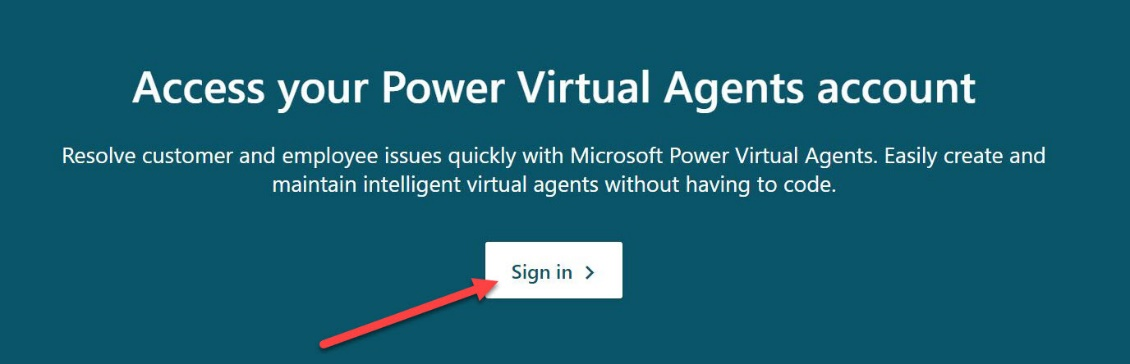 Access your Power Virtual Agents account
Resolve customer and employee issues quickly with Microsoft Power Virtual Agents. Easily create and
maintain intelligent virtual agents without having to code.
Sign in >